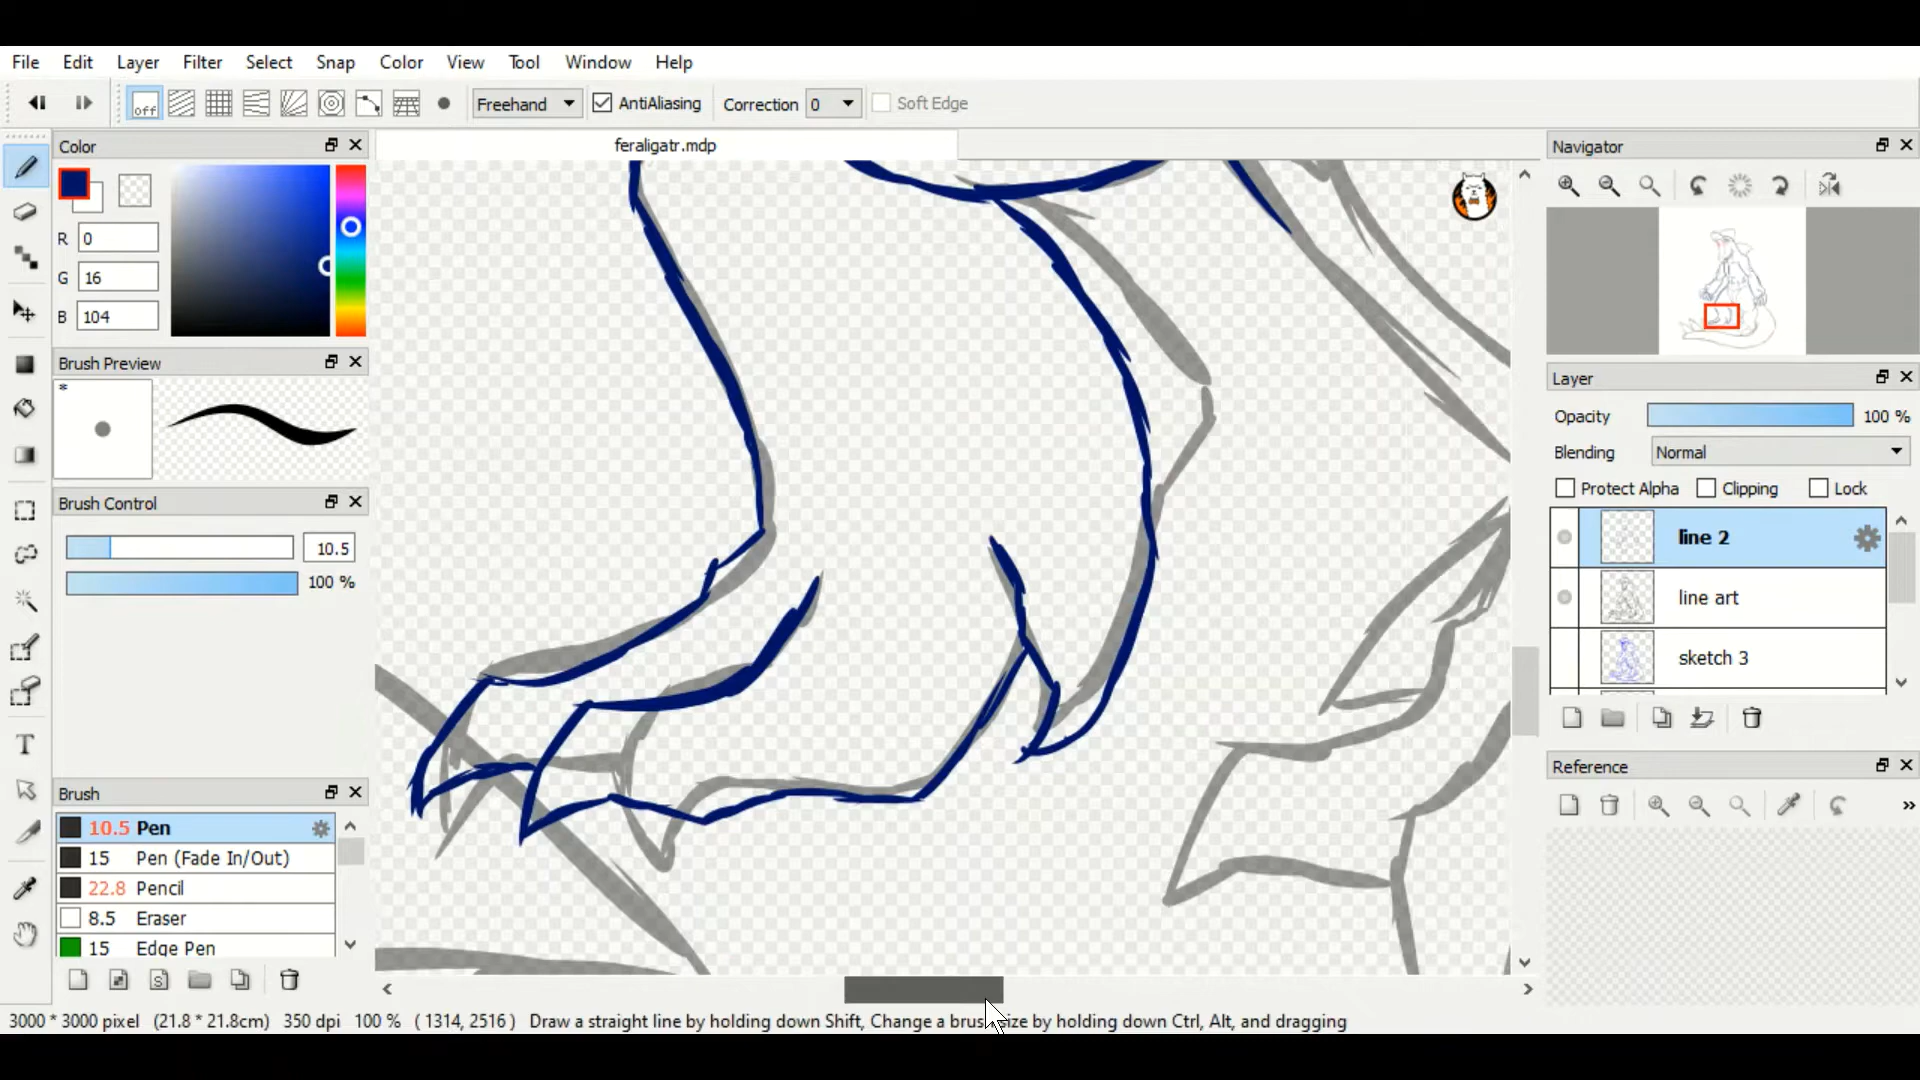 File Edit Layer Filter Select Snap Color View Tool Window Help
off Freehand AntiAliasing Correction 0 Soft Edge
Color
feraligatr.mdp
Navigator
R 0
G 16
B 104
Brush Preview
*
Layer
Opacity 100 %
Blending Normal
Protect Alpha Clipping Lock
Brush Control
10.5
100 %
line 2
line art
sketch 3
Reference
Brush
10.5 Pen
15 Pen (Fade In/Out)
22.8 Pencil
8.5 Eraser
15 Edge Pen
T
S
3000 * 3000 pixel (21.8 * 21.8cm) 350 dpi 100 % ( 1314, 2516 ) Draw a straight line by holding down Shift, Change a brush size by holding down Ctrl, Alt, and dragging